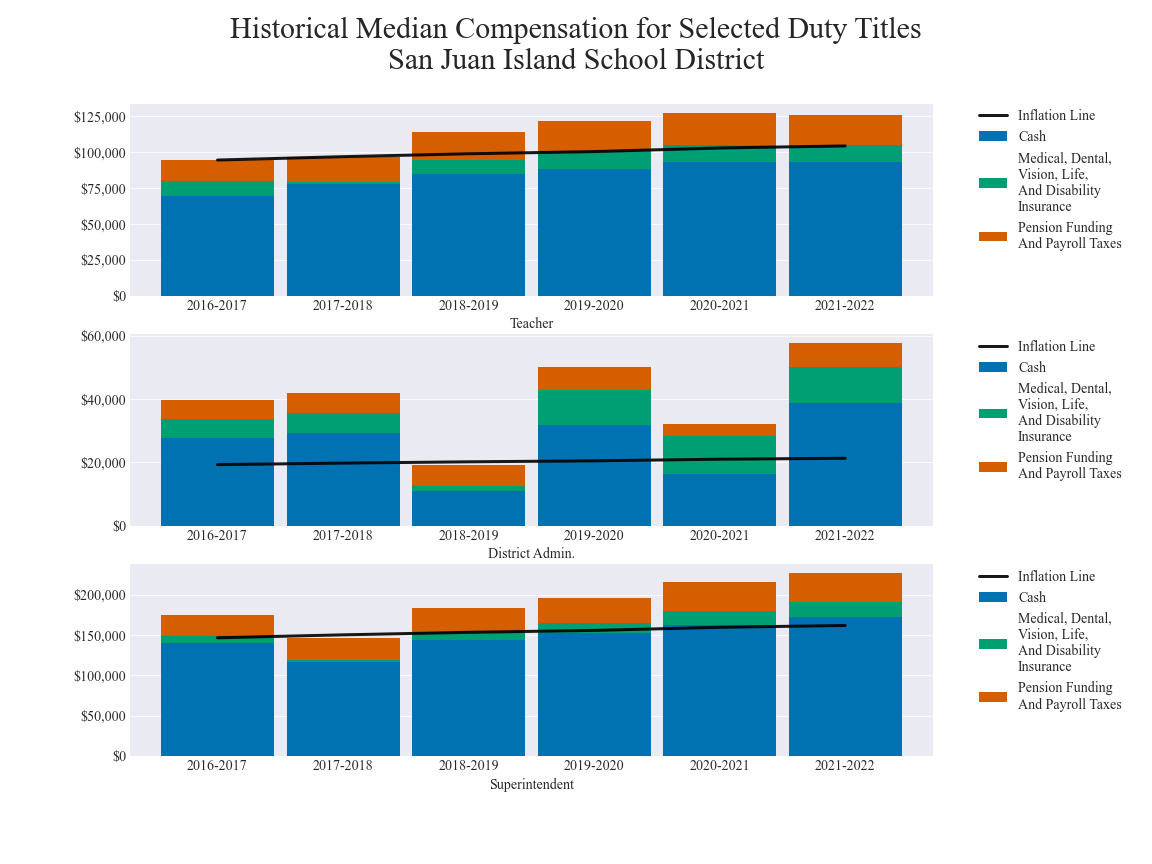 Historical Median Compensation for Selected Duty Titles
San Juan Island School District
$125,000
$100,000
$75,000
$50,000
$25,000
$0
2016-2017
2017-2018
2018-2019
2019-2020
2020-2021
2021-2022
Teacher
Inflation Line
Cash
Medical, Dental,
Vision, Life,
And Disability
Insurance
Pension Funding
And Payroll Taxes
$60,000
$40,000
$20,000
$0
2016-2017
2017-2018
2018-2019
2019-2020
2020-2021
2021-2022
District Admin.
Inflation Line
Cash
Medical, Dental,
Vision, Life,
And Disability
Insurance
Pension Funding
And Payroll Taxes
$200,000
$150,000
$100,000
$50,000
$0
2016-2017
2017-2018
2018-2019
2019-2020
2020-2021
2021-2022
Superintendent
Inflation Line
Cash
Medical, Dental,
Vision, Life,
And Disability
Insurance
Pension Funding
And Payroll Taxes